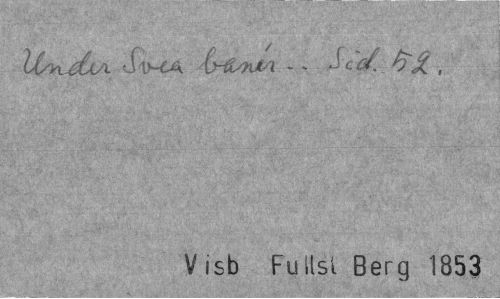 Under Svea banér.. Sid. 52.
Visb Fullst Berg 1853